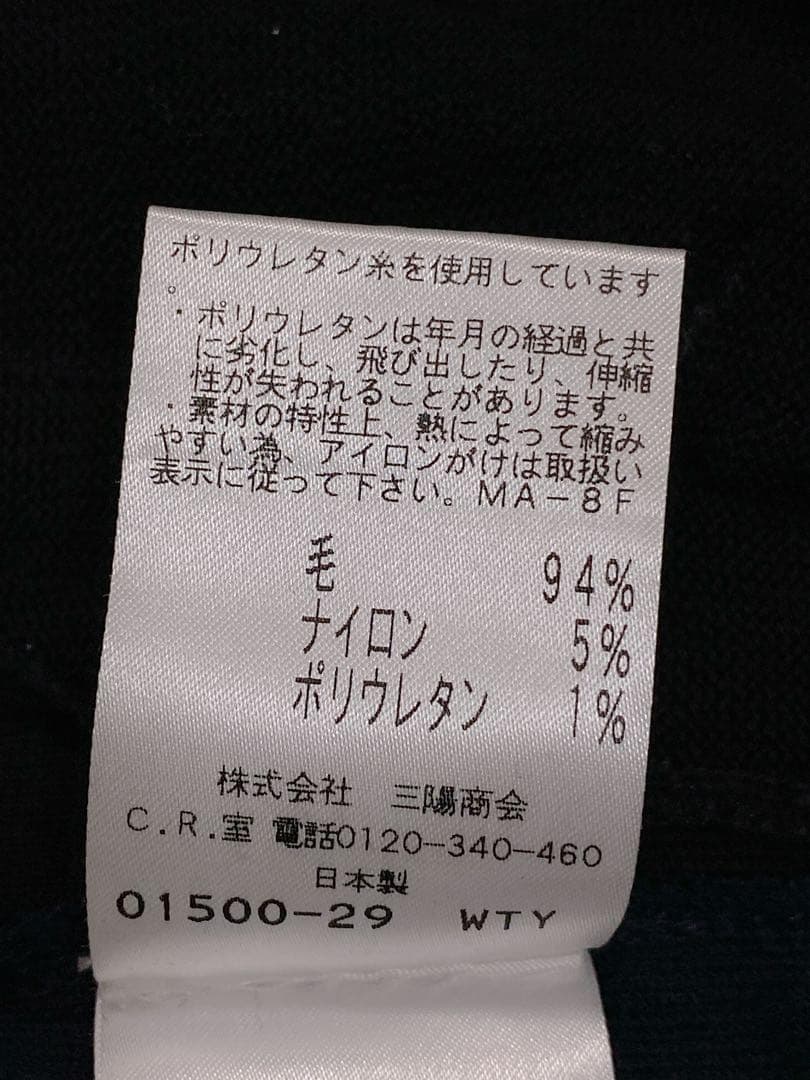 ポリウレタン糸を使用しています
。
・ポリウレタンは年月の経過と共
に劣化し、飛び出したり、伸縮
性が失われることがあります。
・素材の特性上、熱によって縮み
やすい為、アイロンがけは取扱い
表示に従って下さい。MA-8F
毛 94%
ナイロン 5%
ポリウレタン 1%
株式会社 三陽商会
C.R.室 電話0120-340-460
日本製
01500-29 WTY